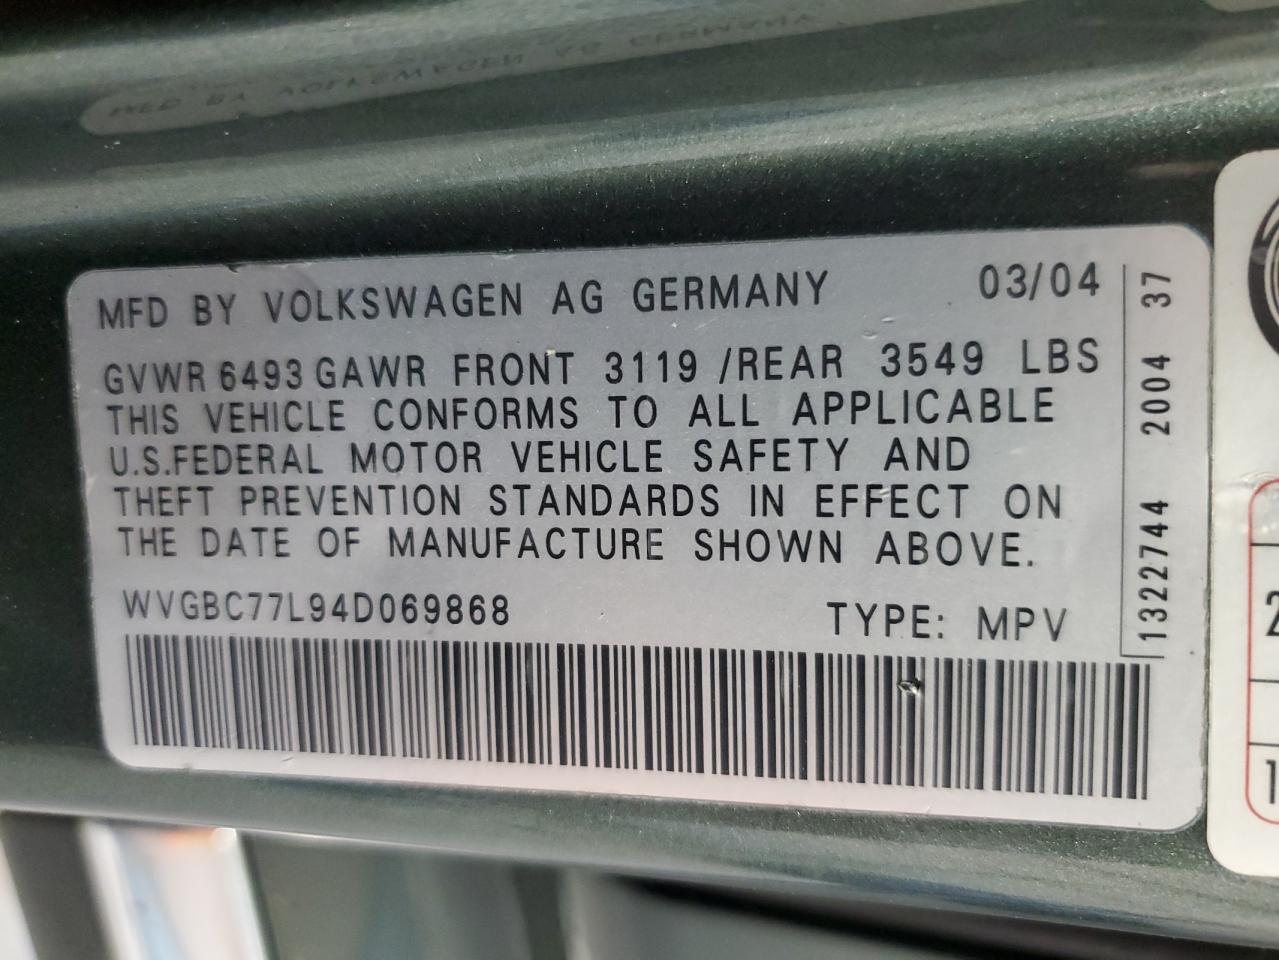 MFD BY VOLKSWAGEN AG GERMANY 03/04
GVWR 6493 GAWR FRONT 3119 /REAR 3549 LBS
THIS VEHICLE CONFORMS TO ALL APPLICABLE
U.S.FEDERAL MOTOR VEHICLE SAFETY AND
THEFT PREVENTION STANDARDS IN EFFECT ON
THE DATE OF MANUFACTURE SHOWN ABOVE.
WVGBC77L94D069868 TYPE: MPV
1322744 2004 37
2
1